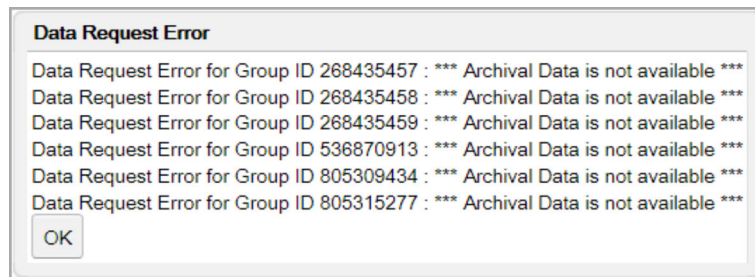 Data Request Error
Data Request Error for Group ID 268435457 : *** Archival Data is not available ***
Data Request Error for Group ID 268435458 : *** Archival Data is not available ***
Data Request Error for Group ID 268435459 : *** Archival Data is not available ***
Data Request Error for Group ID 536870913 : *** Archival Data is not available ***
Data Request Error for Group ID 805309434 : *** Archival Data is not available ***
Data Request Error for Group ID 805315277 : *** Archival Data is not available ***
OK